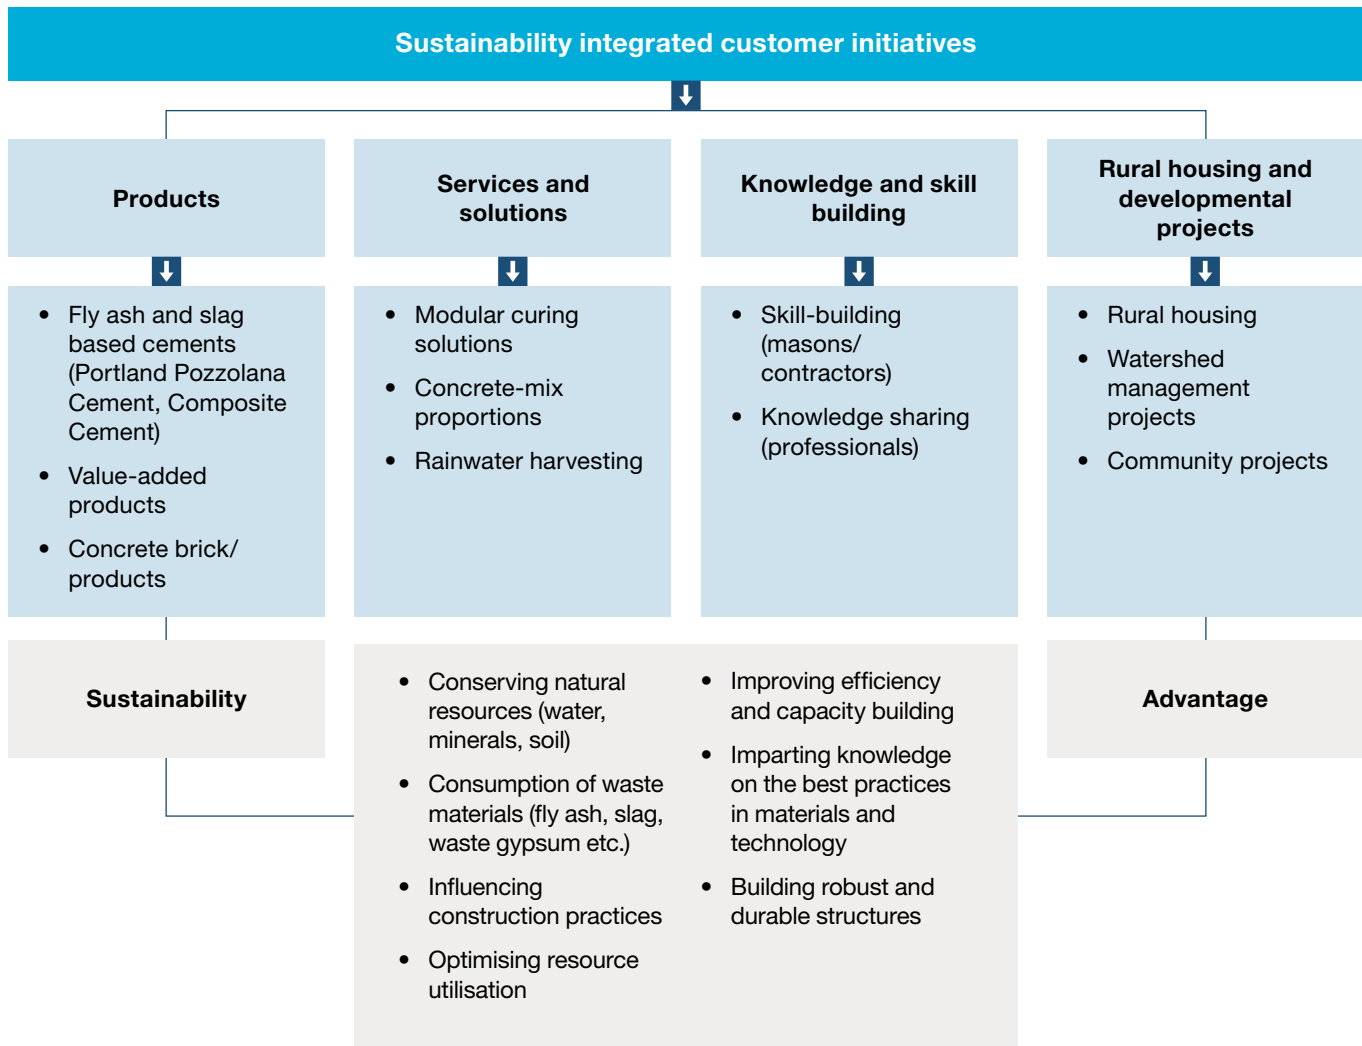 Sustainability integrated customer initiatives
Products
• Fly ash and slag
based cements
(Portland Pozzolana
Cement, Composite
Cement)
• Value-added
products
• Concrete brick/
products
Services and
solutions
• Modular curing
solutions
• Concrete-mix
proportions
• Rainwater harvesting
Knowledge and skill
building
• Skill-building
(masons/
contractors)
• Knowledge sharing
(professionals)
Rural housing and
developmental
projects
• Rural housing
• Watershed
management
projects
• Community projects
Sustainability
• Conserving natural
resources (water,
minerals, soil)
• Consumption of waste
materials (fly ash, slag,
waste gypsum etc.)
• Influencing
construction practices
• Optimising resource
utilisation
• Improving efficiency
and capacity building
• Imparting knowledge
on the best practices
in materials and
technology
• Building robust and
durable structures
Advantage